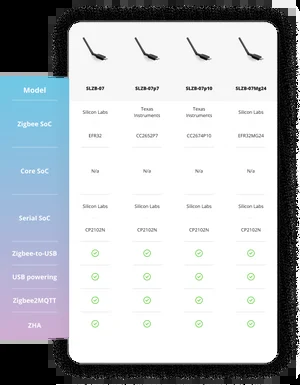 Model SLZB-07 SLZB-07p7 SLZB-07p10 SLZB-07Mg24
Zigbee SoC
Silicon Labs Texas Instruments Texas Instruments Silicon Labs
EFR32 CC2652P7 CC2674P10 EFR32MG24
Core SoC N/a N/a N/a N/a
Serial SoC
Silicon Labs Silicon Labs Silicon Labs Silicon Labs
CP2102N CP2102N CP2102N CP2102N
Zigbee-to-USB
USB powering
Zigbee2MQTT
ZHA